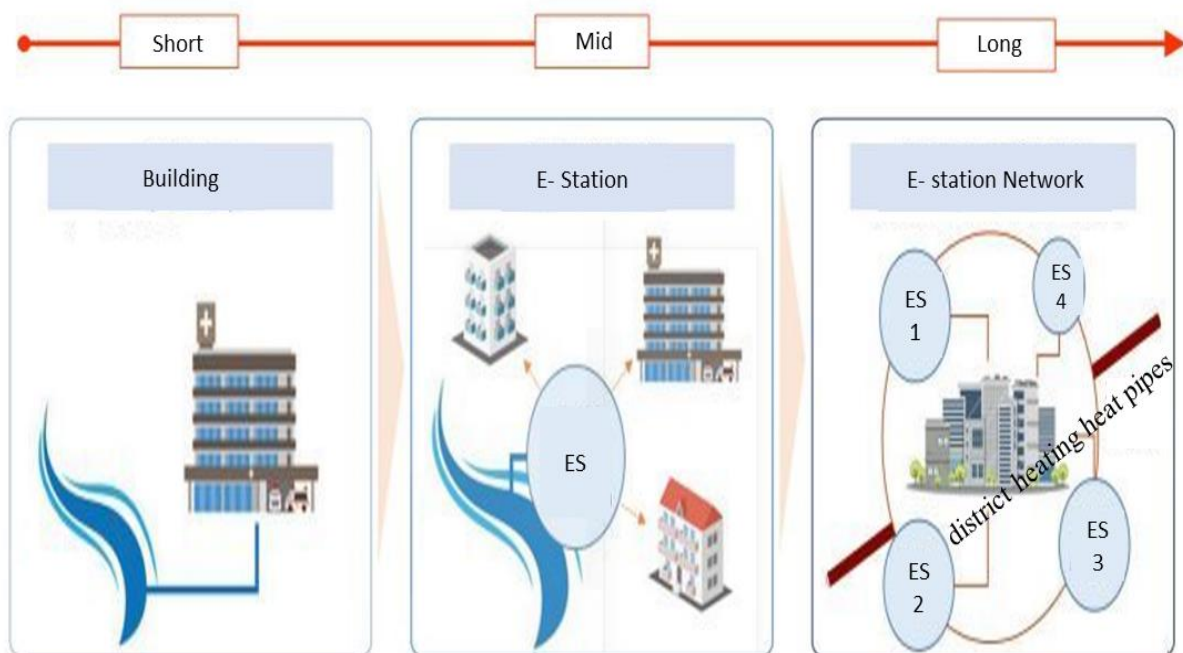 Short
Mid
Long
Building
E- Station
E- station Network
ES
ES
1
ES
4
district heating heat pipes
ES
2
ES
3